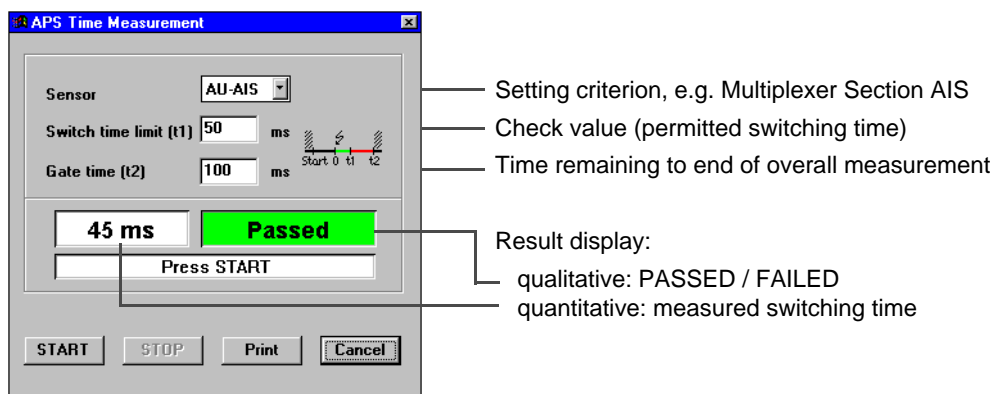 APS Time Measurement
Sensor AU-AIS
Switch time limit (t1) 50 ms
Gate time (t2) 100 ms
Start 0 t1 t2
45 ms Passed
Press START
START STOP Print Cancel
Setting criterion, e.g. Multiplexer Section AIS
Check value (permitted switching time)
Time remaining to end of overall measurement
Result display:
qualitative: PASSED / FAILED
quantitative: measured switching time